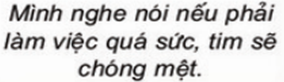 Mình nghe nói nếu phải
làm việc quá sức, tim sẽ
chóng mệt.